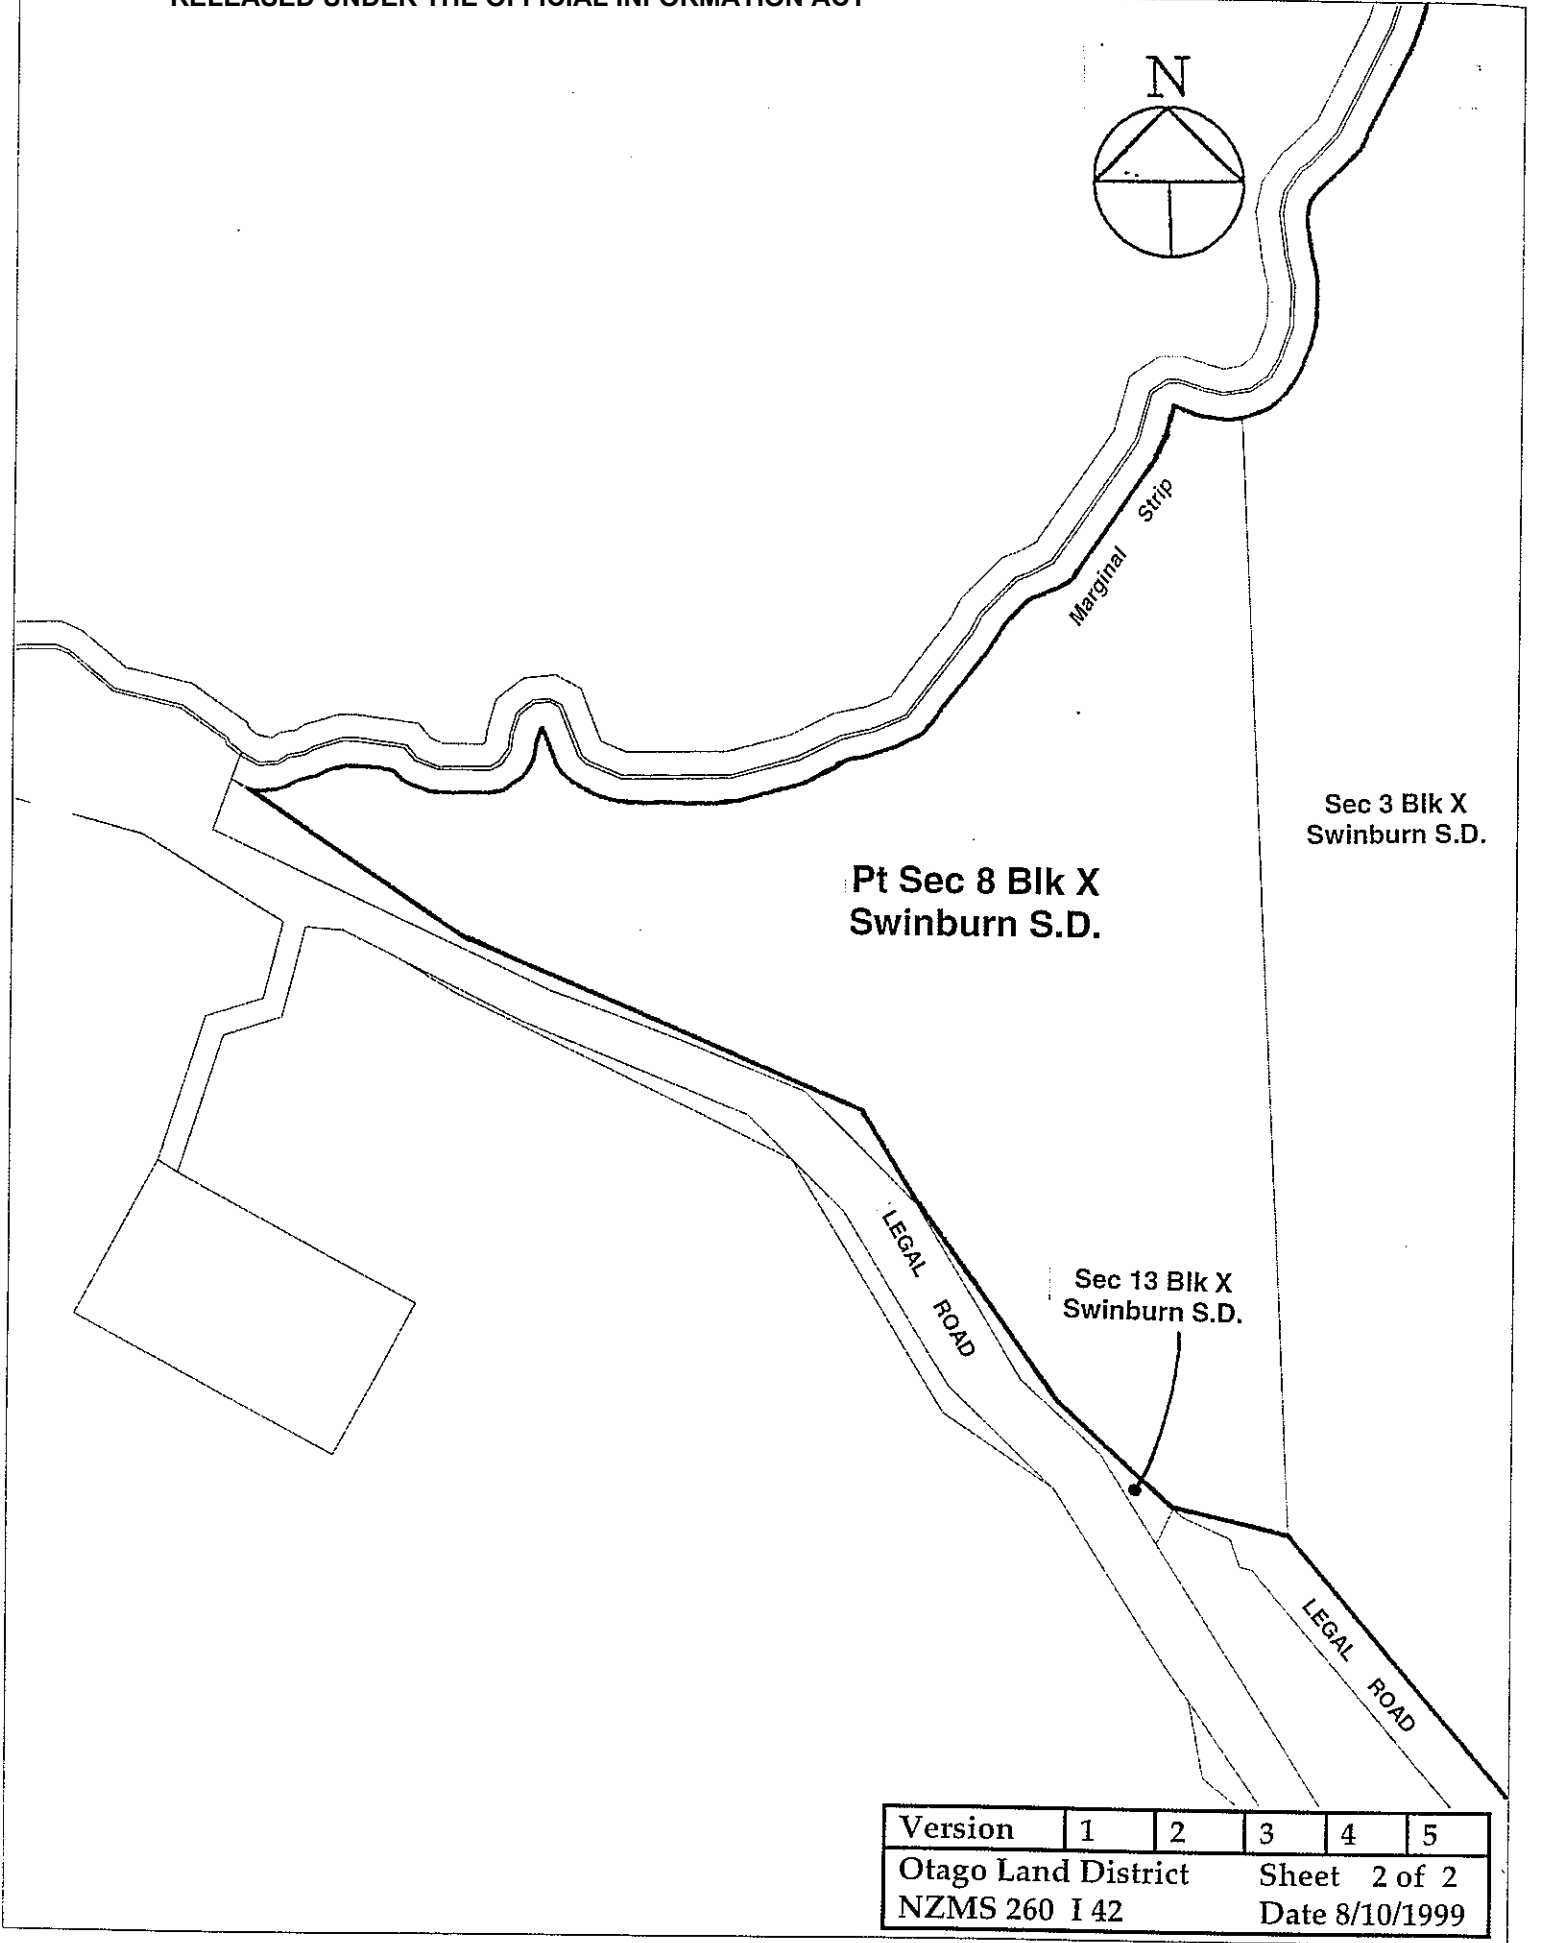 RELEASED UNDER THE OFFICIAL INFORMATION ACT
N
Marginal Strip
Sec 3 Blk X
Swinburn S.D.
Pt Sec 8 Blk X
Swinburn S.D.
LEGAL ROAD
Sec 13 Blk X
Swinburn S.D.
LEGAL ROAD
Version 1 2 3 4 5
Otago Land District Sheet 2 of 2
NZMS 260 I 42 Date 8/10/1999